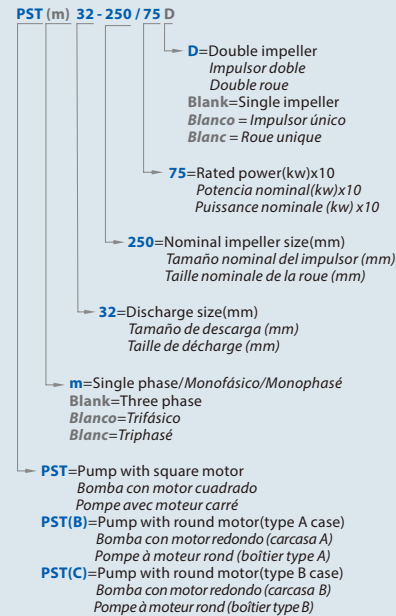 PST(m) 32 - 250 / 75 D
D=Double impeller
Impulsor doble
Double roue
Blank=Single impeller
Blanco = Impulsor único
Blanc = Roue unique
75=Rated power(kw)x10
Potencia nominal(kw)x10
Puissance nominale (kw) x10
250=Nominal impeller size(mm)
Tamaño nominal del impulsor (mm)
Taille nominale de la roue (mm)
32=Discharge size(mm)
Tamaño de descarga (mm)
Taille de décharge (mm)
m=Single phase/Monofásico/Monophasé
Blank=Three phase
Blanco=Trifásico
Blanc=Triphasé
PST=Pump with square motor
Bomba con motor cuadrado
Pompe avec moteur carré
PST(B)=Pump with round motor(type A case)
Bomba con motor redondo (carcasa A)
Pompe à moteur rond (boîtier type A)
PST(C)=Pump with round motor(type B case)
Bomba con motor redondo (carcasa B)
Pompe à moteur rond (boîtier type B)